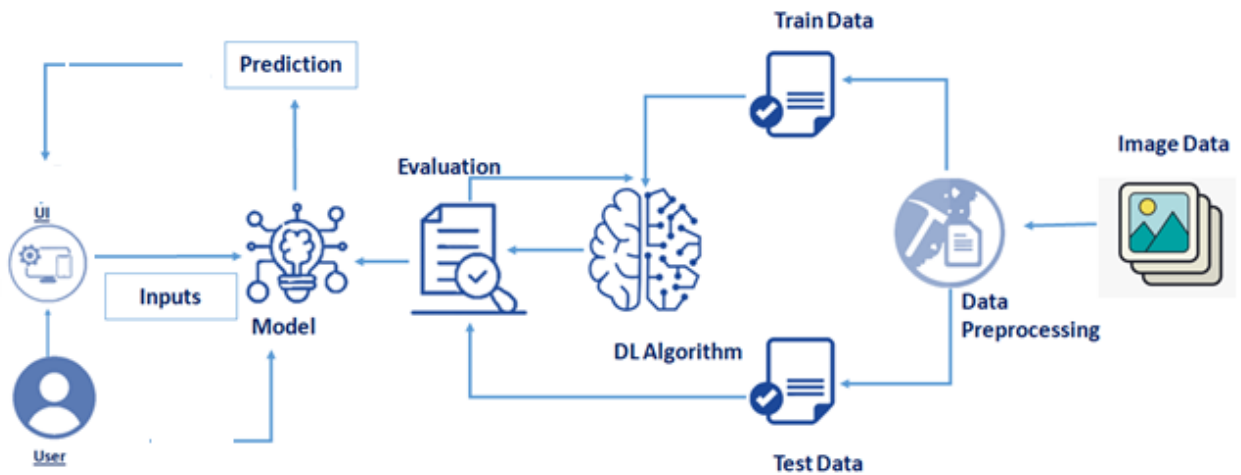 Train Data
Prediction
Image Data
Evaluation
UI
Inputs
Model
Data
Preprocessing
DL Algorithm
User
Test Data